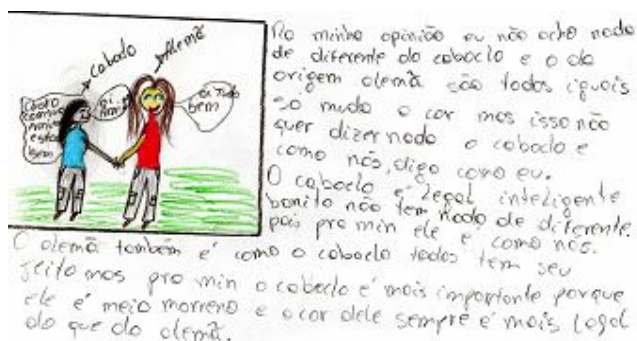 caboclo
Alemã
oi
oi tudo
bem
Na minha opinião eu não acho nada
de diferente do caboclo e o da
origem alemã são todos iguais
so muda o cor mas isso não
quer dizer nada o caboclo e
como nós, digo como eu.
O caboclo é legal inteligente
bonito não tem nada de diferente
pois pra min ele é como nós.
O alemã também é como o caboclo todos tem seu
jeito mas pra min o caboclo é mais importante porque
ele é meio morreno e a cor dele sempre é mais legal
do que da alemã.